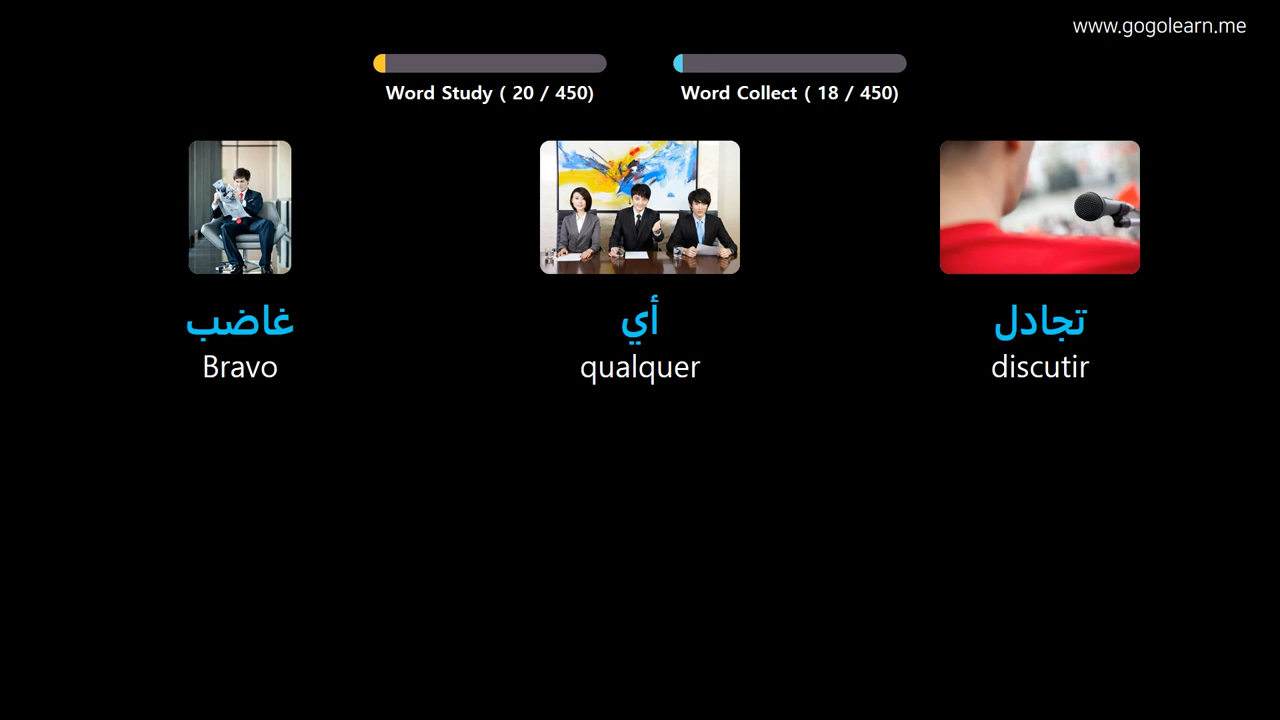 www.gogolearn.me
Word Study ( 20 / 450)
Word Collect ( 18 / 450)
غاضب
Bravo
أي
qualquer
تجادل
discutir